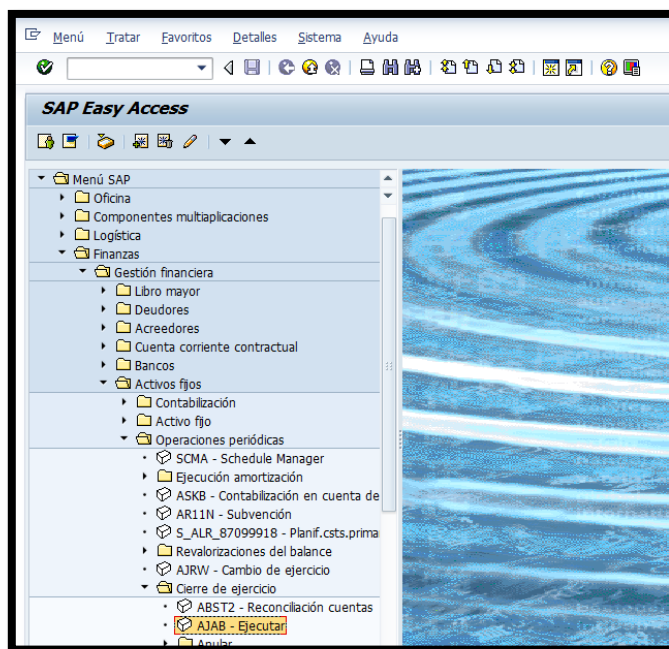 Menú Tratar Favoritos Detalles Sistema Ayuda
SAP Easy Access
Menú SAP
Oficina
Componentes multiaplicaciones
Logística
Finanzas
Gestión financiera
Libro mayor
Deudores
Acreedores
Cuenta corriente contractual
Bancos
Activos fijos
Contabilización
Activo fijo
Operaciones periódicas
SCMA - Schedule Manager
Ejecución amortización
ASKB - Contabilización en cuenta de
AR11N - Subvención
S_ALR_87099918 - Planif.csts.prima
Revalorizaciones del balance
AJRW - Cambio de ejercicio
Cierre de ejercicio
ABST2 - Reconciliación cuentas
AJAB - Ejecutar
Anular